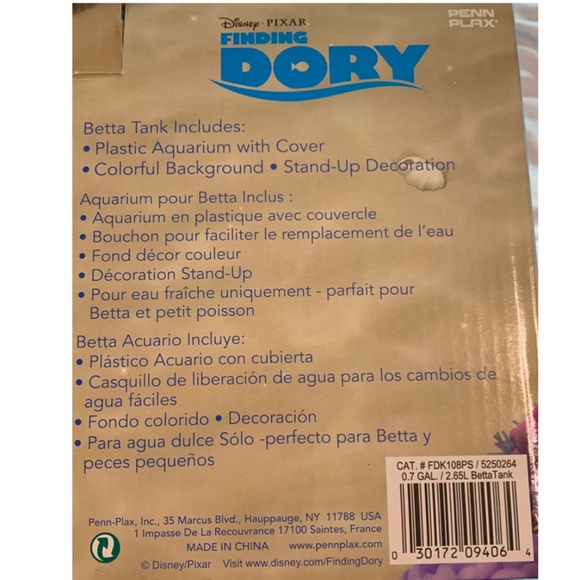 Disney · PIXAR
FINDING
DORY
PENN
PLAX®
Betta Tank Includes:
• Plastic Aquarium with Cover
• Colorful Background • Stand-Up Decoration
Aquarium pour Betta Inclus :
• Aquarium en plastique avec couvercle
• Bouchon pour faciliter le remplacement de l'eau
• Fond décor couleur
• Décoration Stand-Up
• Pour eau fraîche uniquement - parfait pour
Betta et petit poisson
Betta Acuario Incluye:
• Plástico Acuario con cubierta
• Casquillo de liberación de agua para los cambios de
agua fáciles
• Fondo colorido • Decoración
• Para agua dulce Sólo -perfecto para Betta y
peces pequeños
CAT. # FDK108PS / 5250264
0.7 GAL. / 2.65L BettaTank
0 30172 09406 4
Penn-Plax, Inc., 35 Marcus Blvd., Hauppauge, NY 11788 USA
1 Impasse De La Recouvrance 17100 Saintes, France
MADE IN CHINA www.pennplax.com
© Disney/Pixar Visit www.disney.com/FindingDory